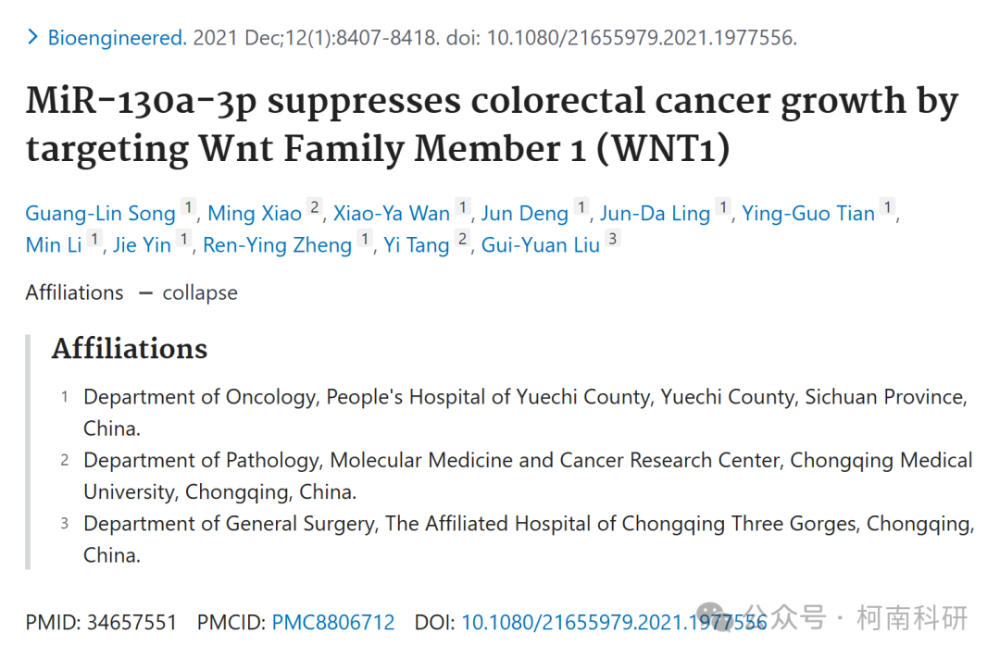 > Bioengineered. 2021 Dec;12(1):8407-8418. doi: 10.1080/21655979.2021.1977556.
MiR-130a-3p suppresses colorectal cancer growth by
targeting Wnt Family Member 1 (WNT1)
Guang-Lin Song 1, Ming Xiao 2, Xiao-Ya Wan 1, Jun Deng 1, Jun-Da Ling 1, Ying-Guo Tian 1,
Min Li 1, Jie Yin 1, Ren-Ying Zheng 1, Yi Tang 2, Gui-Yuan Liu 3
Affiliations — collapse
Affiliations
1 Department of Oncology, People's Hospital of Yuechi County, Yuechi County, Sichuan Province,
China.
2 Department of Pathology, Molecular Medicine and Cancer Research Center, Chongqing Medical
University, Chongqing, China.
3 Department of General Surgery, The Affiliated Hospital of Chongqing Three Gorges, Chongqing,
China.
PMID: 34657551 PMCID: PMC8806712 DOI: 10.1080/21655979.2021.1977556
公众号 · 柯南科研